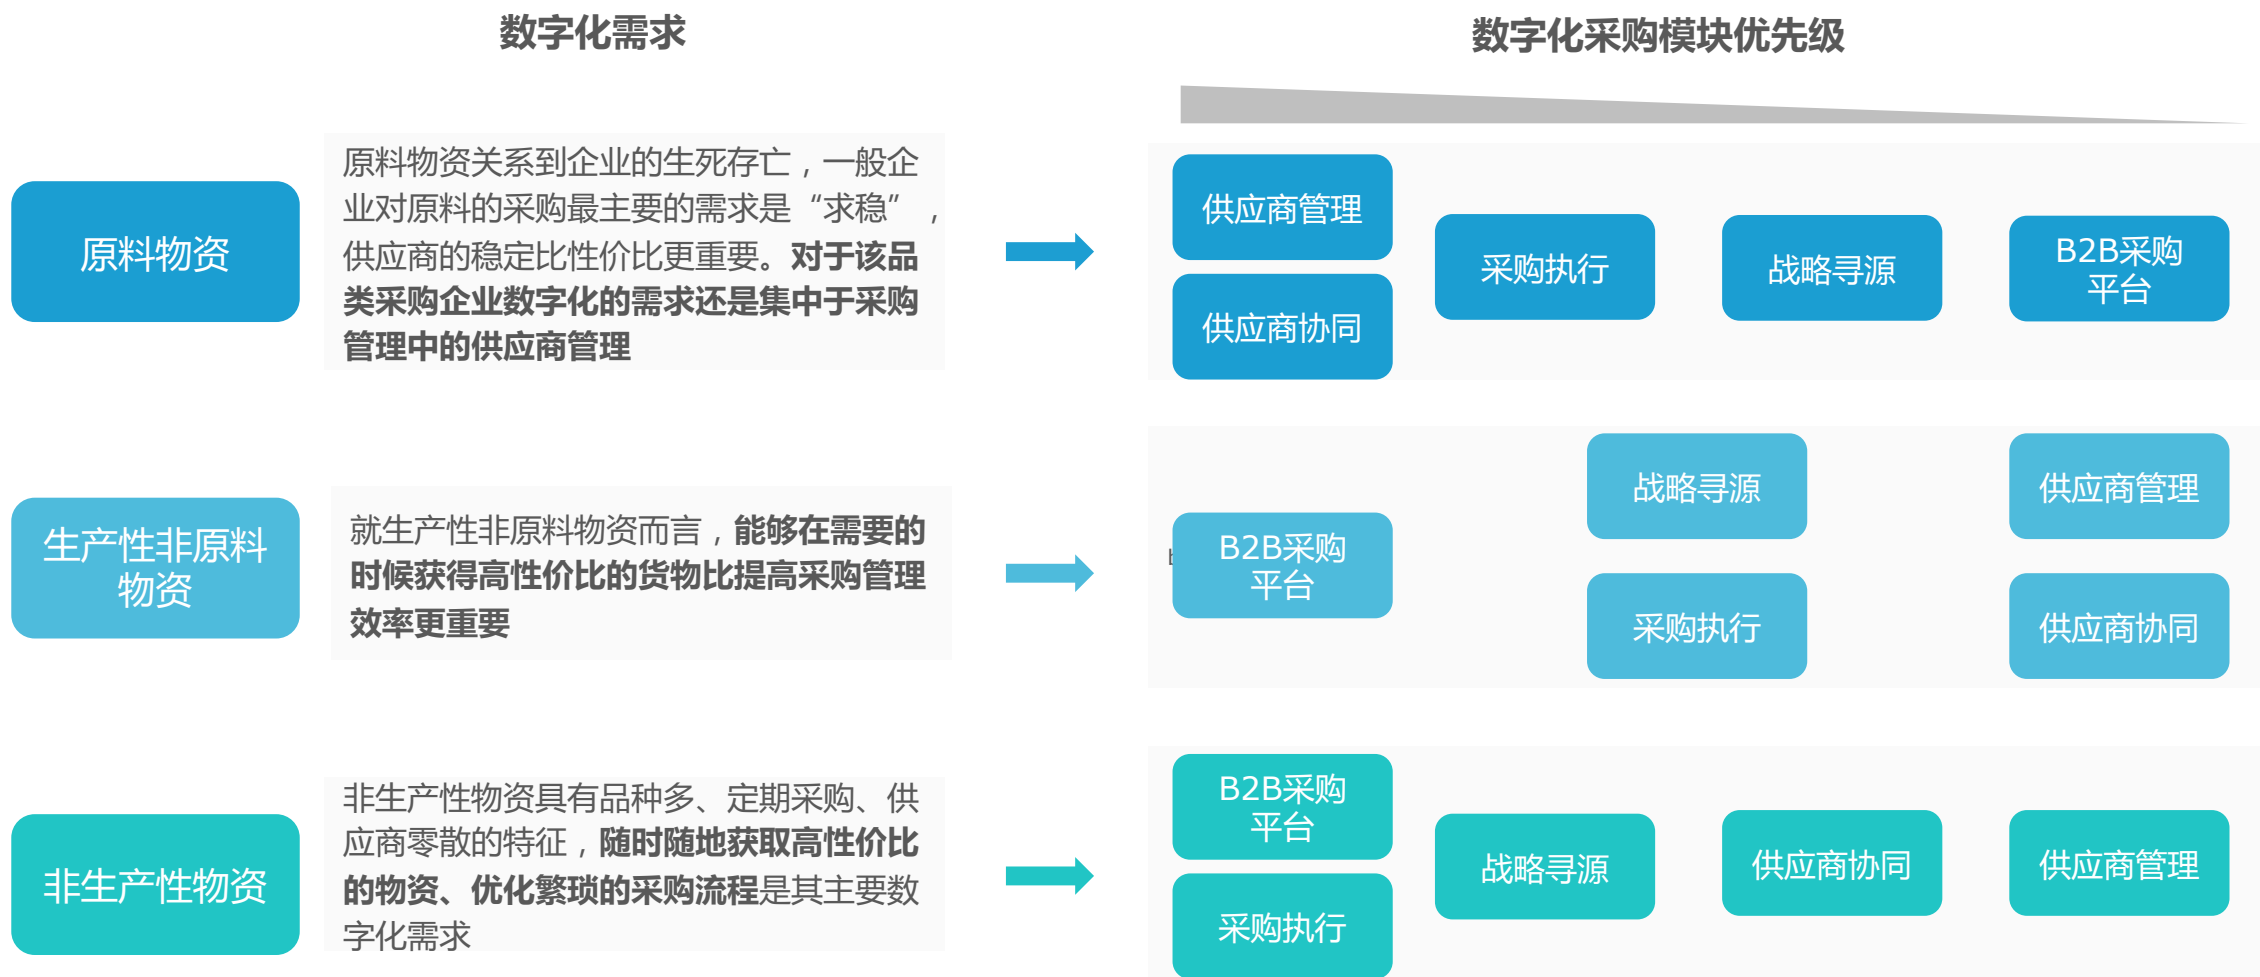 数字化需求
数字化采购模块优先级
原料物资
原料物资关系到企业的生死存亡，一般企
业对原料的采购最主要的需求是“求稳”，
供应商的稳定比性价比更重要。对于该品
类采购企业数字化的需求还是集中于采购
管理中的供应商管理
供应商管理
供应商协同
采购执行
战略寻源
B2B采购
平台
生产性非原料
物资
就生产性非原料物资而言，能够在需要的
时候获得高性价比的货物比提高采购管理
效率更重要
B2B采购
平台
战略寻源
采购执行
供应商管理
供应商协同
非生产性物资
非生产性物资具有品种多、定期采购、供
应商零散的特征，随时随地获取高性价比
的物资、优化繁琐的采购流程是其主要数
字化需求
B2B采购
平台
采购执行
战略寻源
供应商协同
供应商管理